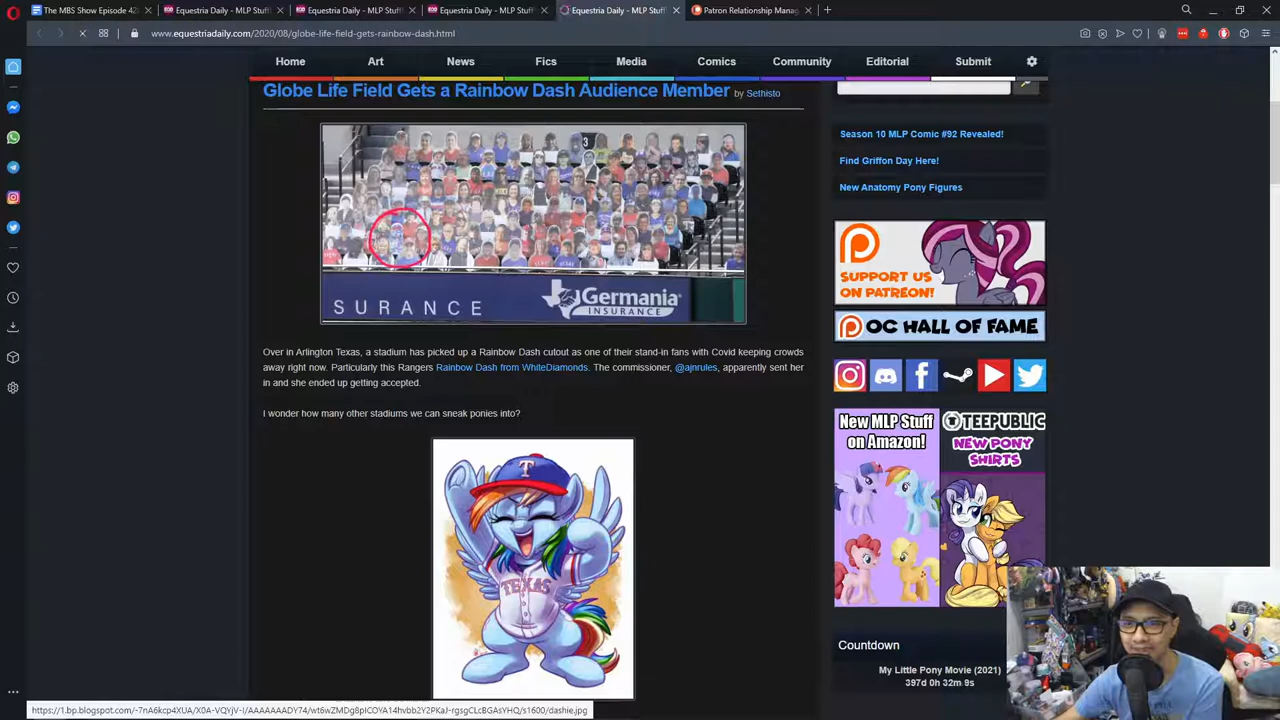 The MBS Show Episode 42
Equestria Daily - MLP Stuff
Equestria Daily - MLP Stuff
Equestria Daily - MLP Stuff
Equestria Daily - MLP Stuff
Patron Relationship Manag
www.equestriadaily.com/2020/08/globe-life-field-gets-rainbow-dash.html
Home
Art
News
Fics
Media
Comics
Community
Editorial
Submit
Globe Life Field Gets a Rainbow Dash Audience Member by Sethisto
3
SURANCE
Germania
INSURANCE
Over in Arlington Texas, a stadium has picked up a Rainbow Dash cutout as one of their stand-in fans with Covid keeping crowds
away right now. Particularly this Rangers Rainbow Dash from WhiteDiamonds. The commissioner, @ajnrules, apparently sent her
in and she ended up getting accepted.
I wonder how many other stadiums we can sneak ponies into?
T
TEXAS
Season 10 MLP Comic #92 Revealed!
Find Griffon Day Here!
New Anatomy Pony Figures
SUPPORT US
ON PATREON!
OC HALL OF FAME
New MLP Stuff
on Amazon!
TEEPUBLIC
NEW PONY
SHIRTS
Countdown
My Little Pony Movie (2021)
397d 0h 32m 9s